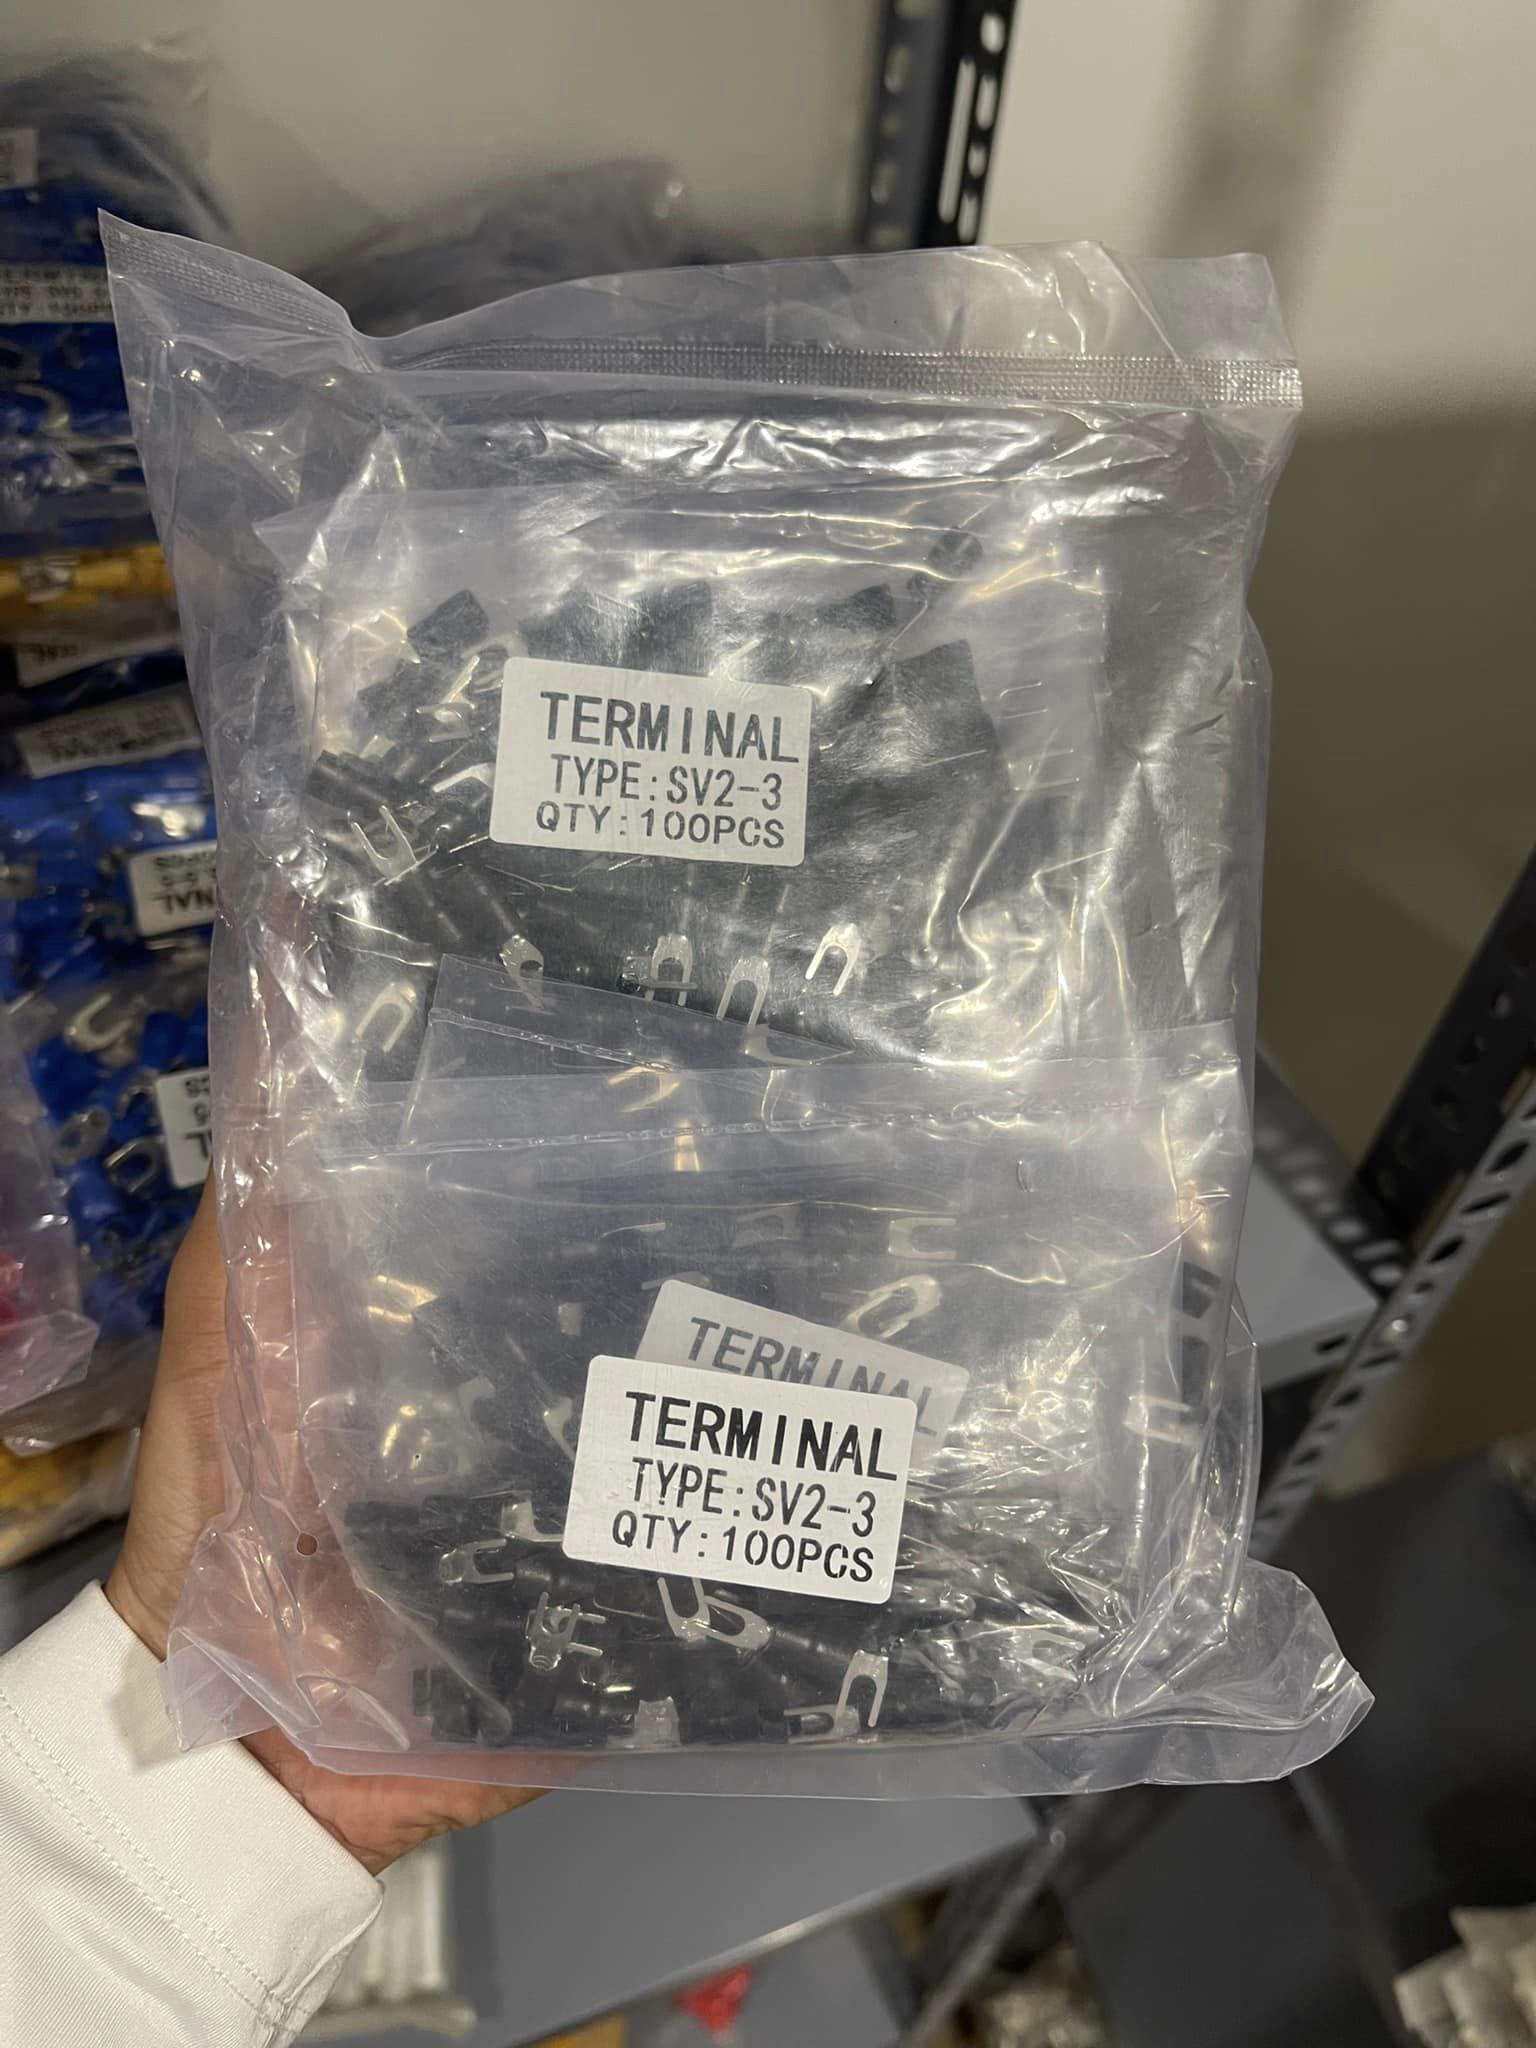 TERMINAL
TYPE:SV2-3
QTY:100PCS
TERMINAL
TERMINAL
TYPE:SV2-3
QTY:100PCS